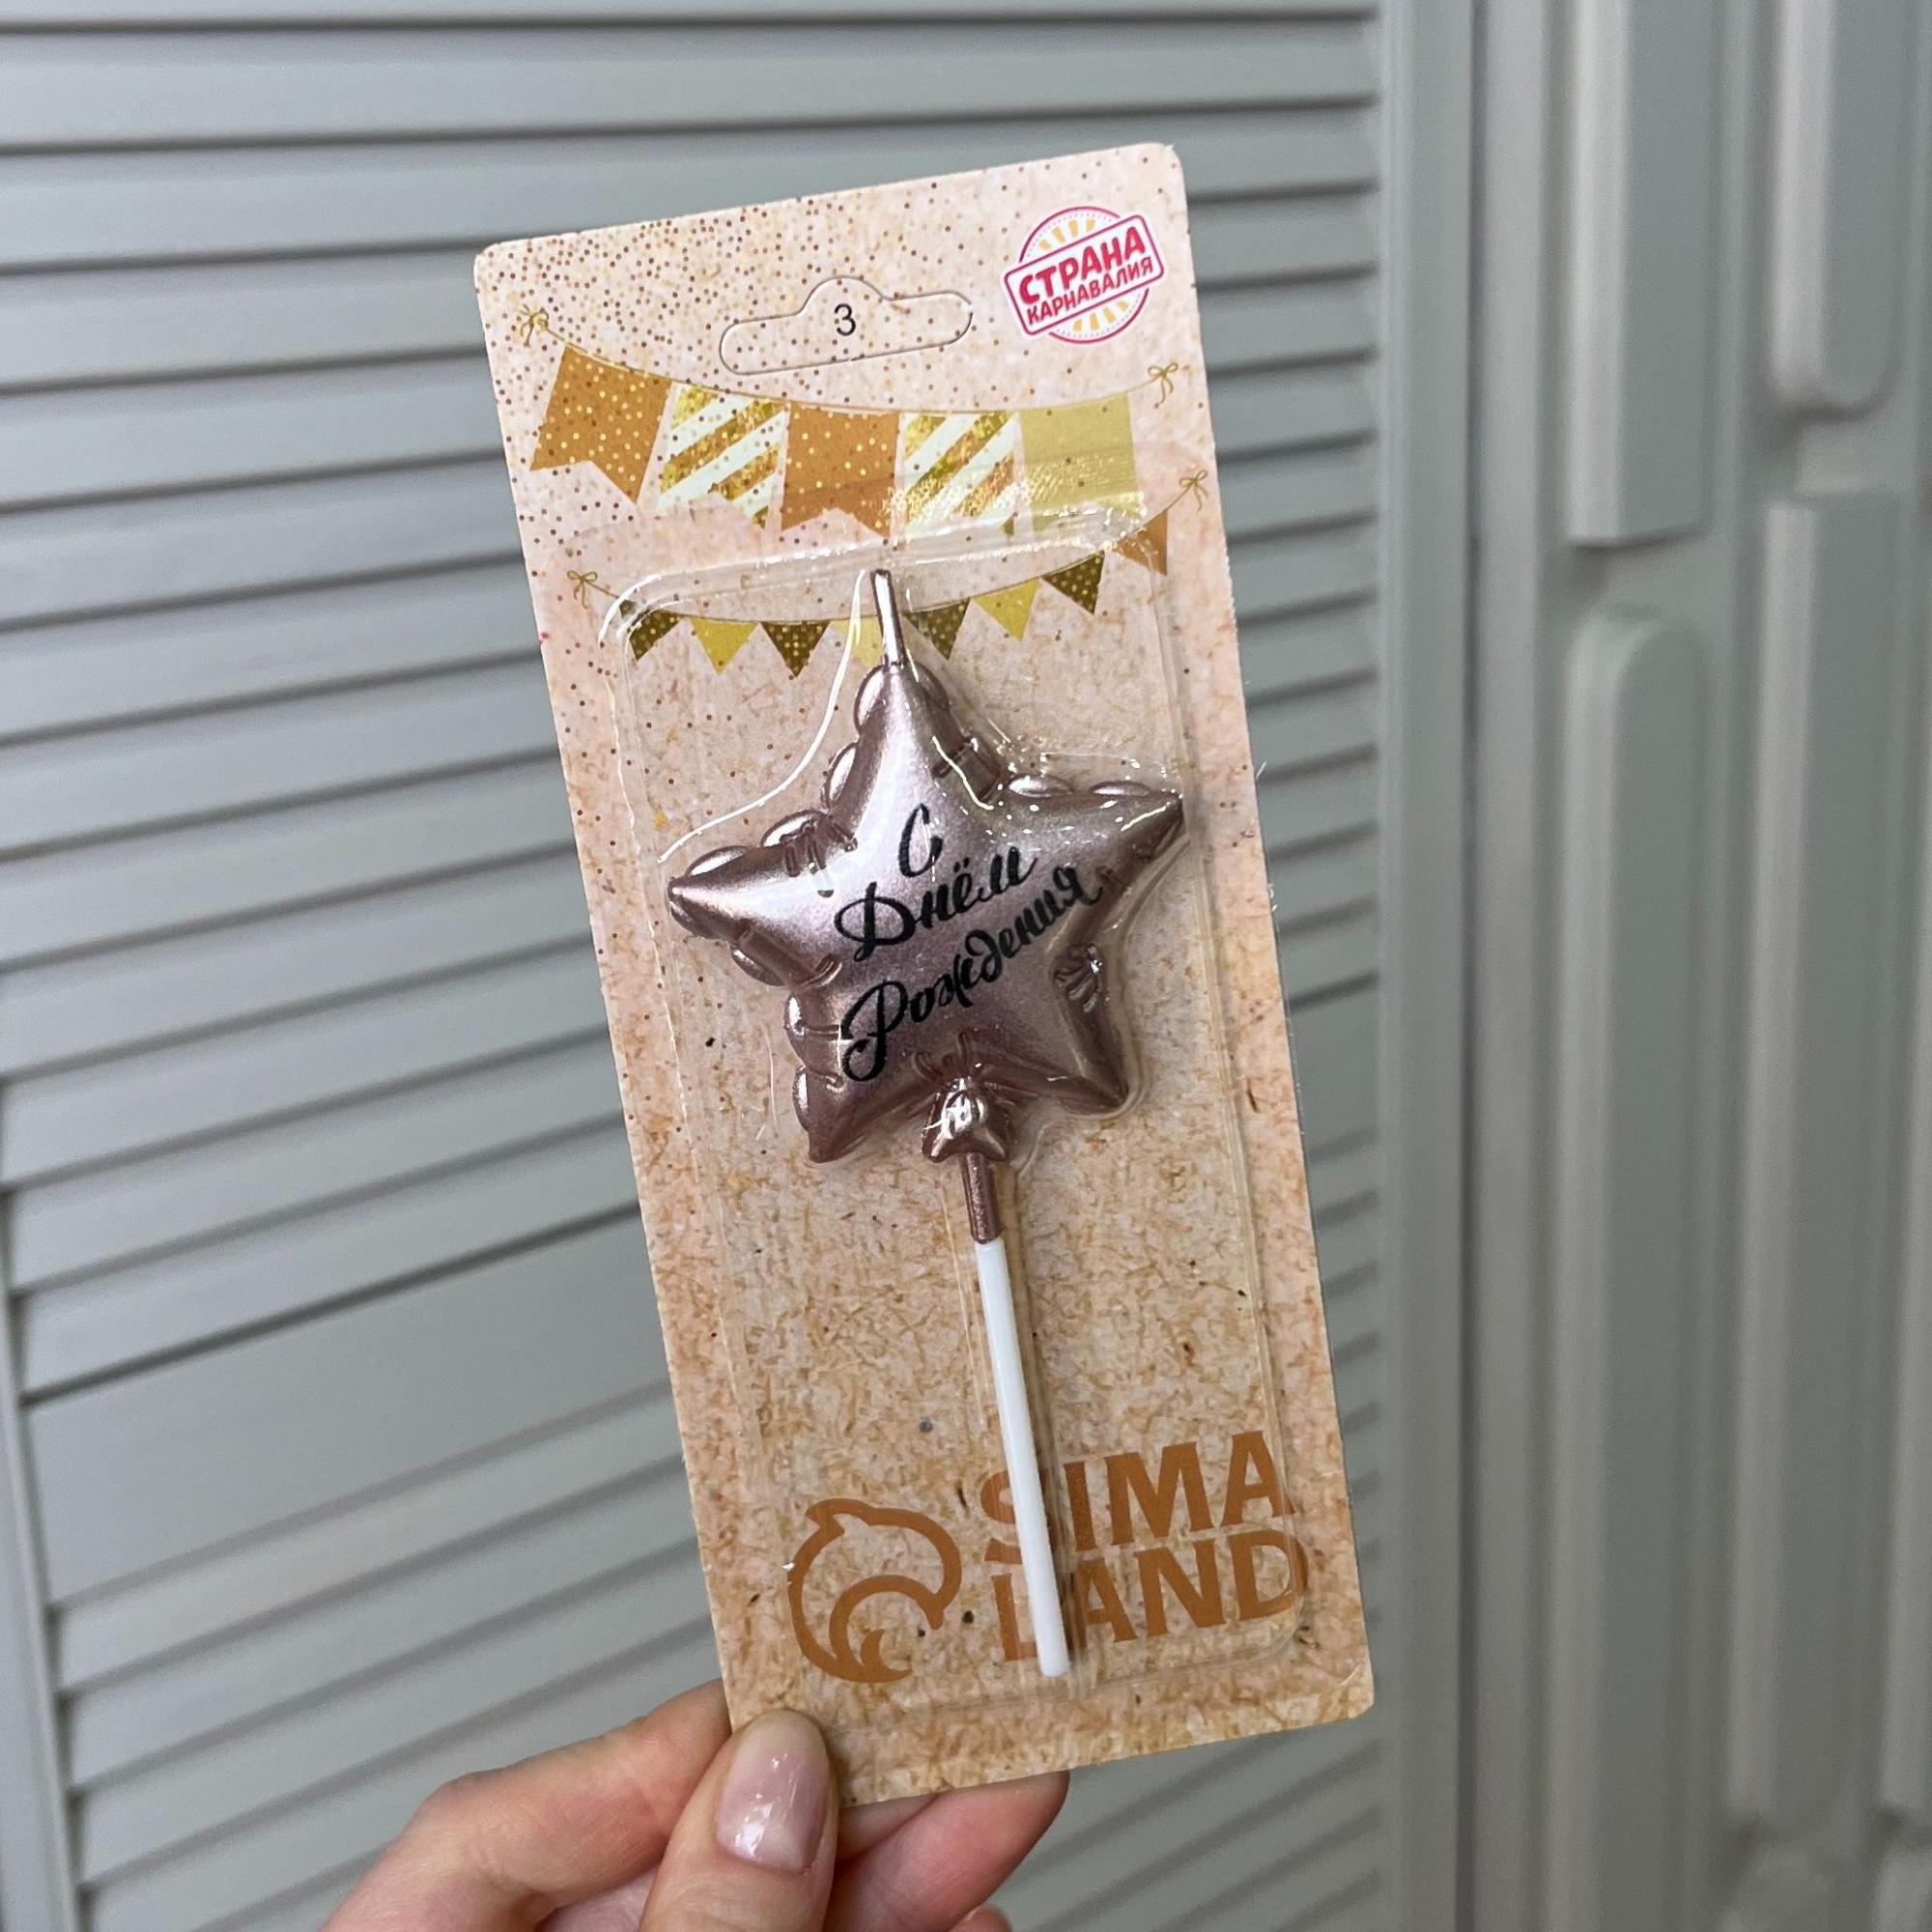 СТРАНА
КАРНАВАЛИЯ
3
С
Днём
Рождения
SIMA
LAND